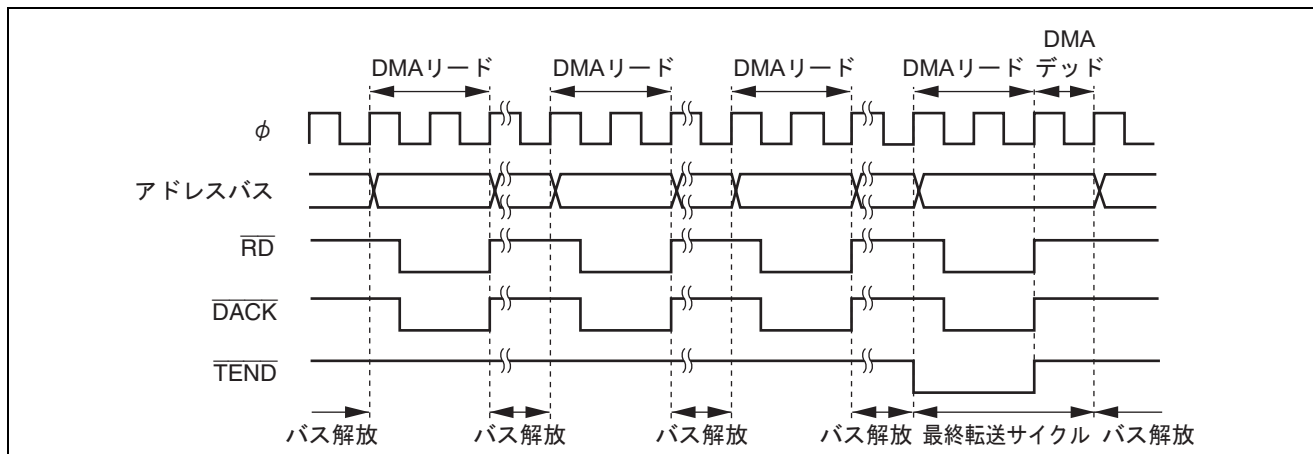 DMA
DMAリード DMAリード DMAリード DMAリード デッド
φ
アドレスバス
RD
DACK
TEND
バス解放 バス解放 バス解放 バス解放 最終転送サイクル バス解放